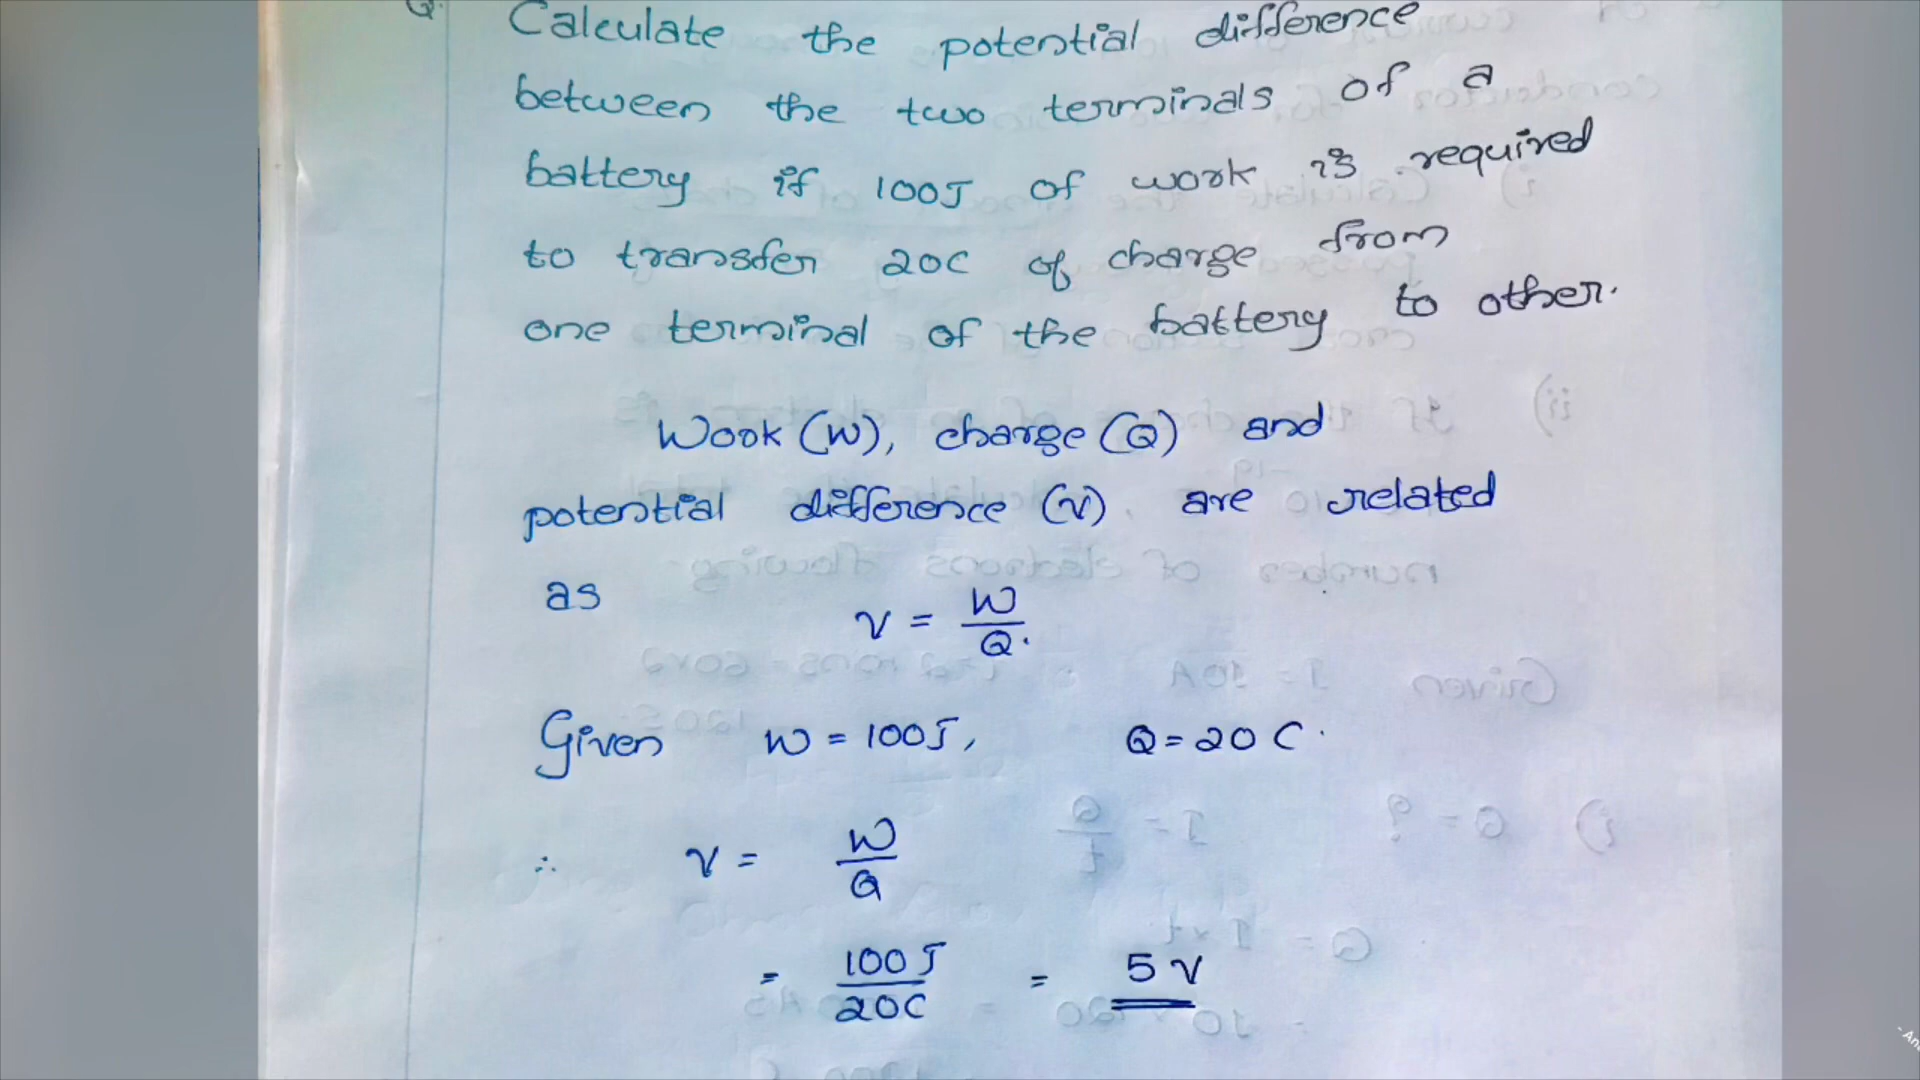 Q.
Calculate the potential difference
between the two terminals of a
battery if 100J of work is required
to transfer 20C of charge from
one terminal of the battery to other.
Work (W), charge (Q) and
potential difference (V) are related
as V = W/Q.
Given W = 100J, Q = 20 C.
∴ V = W/Q
= 100J/20C = 5 V